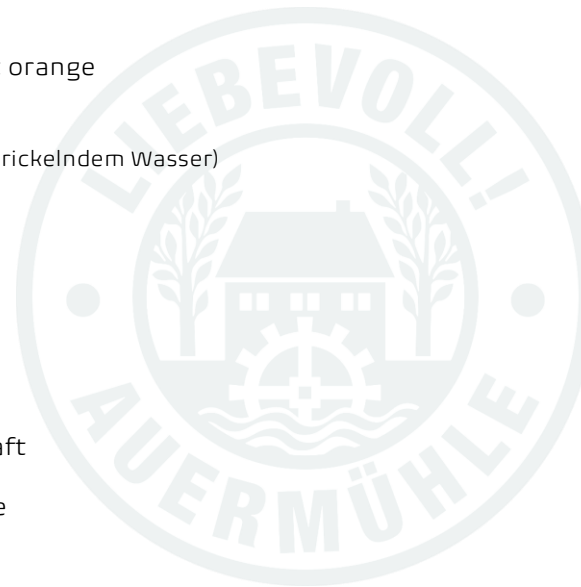 orange
rickelndem Wasser)
LIEBEVOLL!
aft
e
AUERMÜHLE